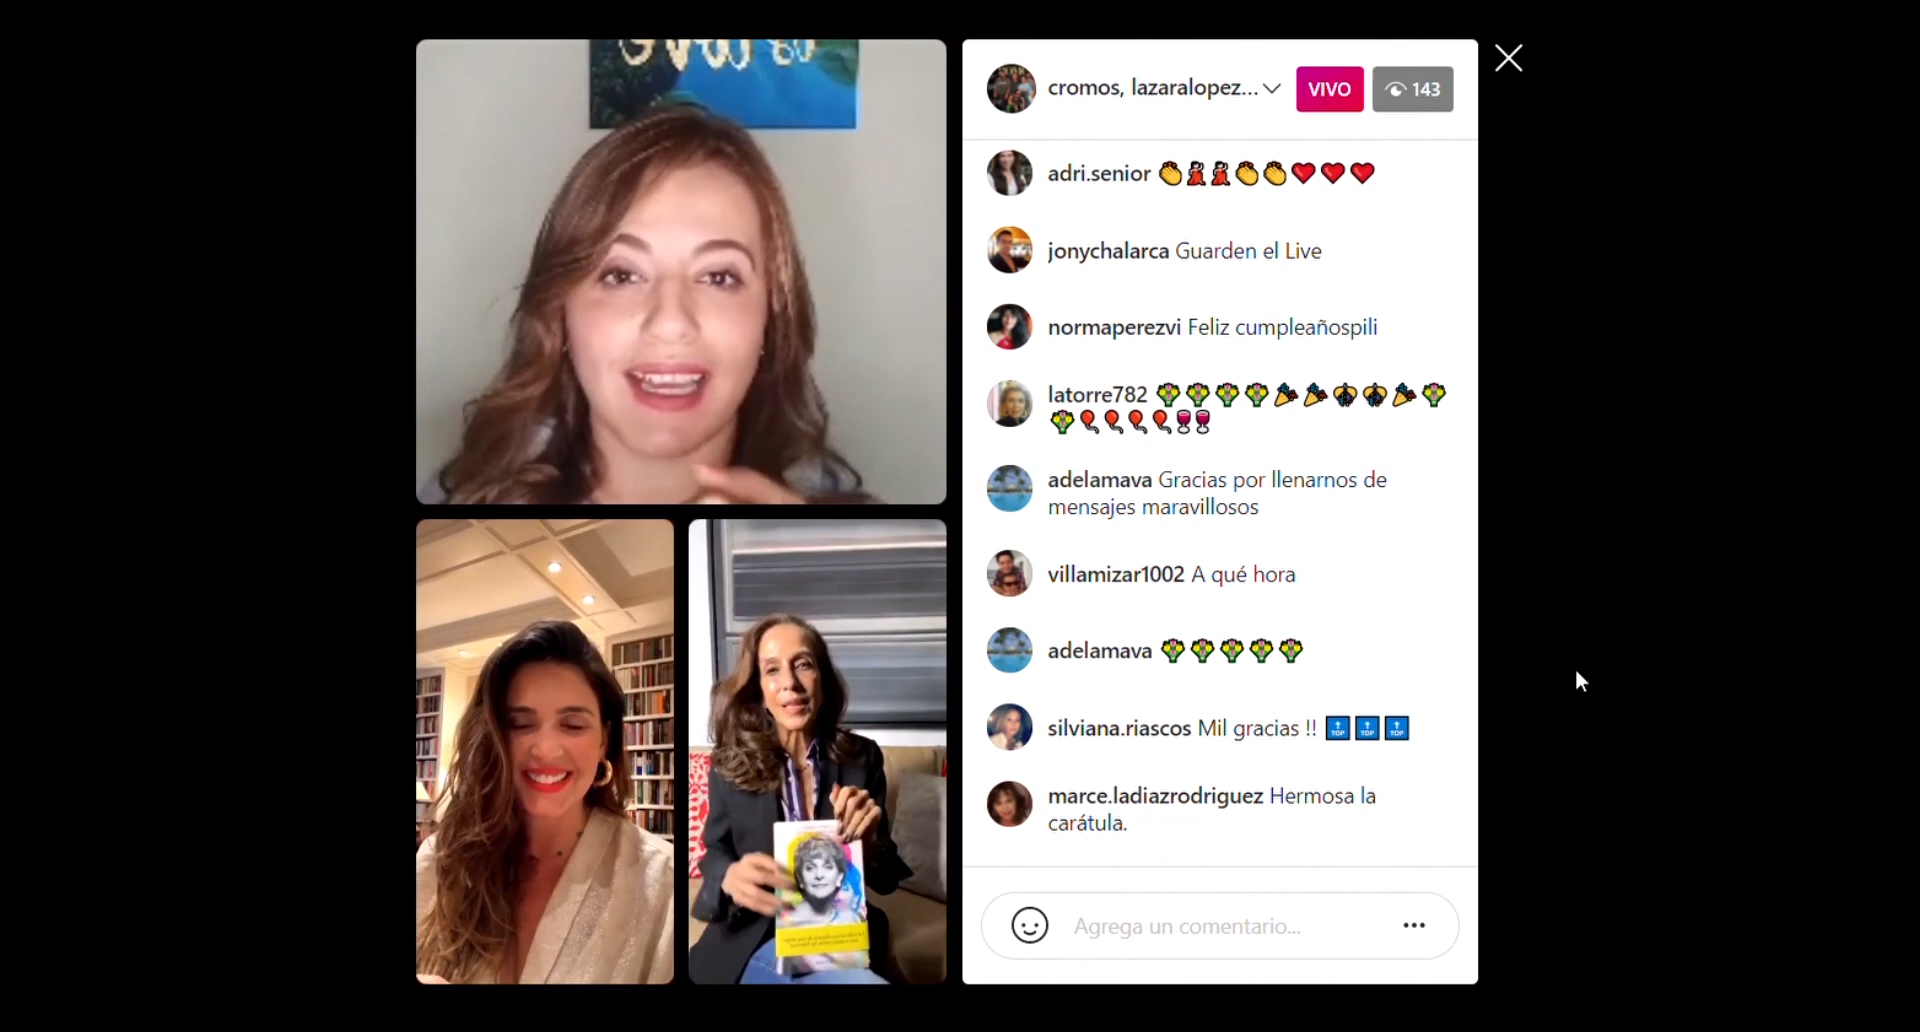 cromos, lazaralopez...
VIVO
143
adri.senior 👏💃💃👏👏❤️❤️❤️
jonychalarca Guarden el Live
normaperezvi Feliz cumpleañospili
latorre782 💐💐💐💐🎉🎉🪅🪅🎉💐
💐🎈🎈🎈🎈🍷🍷
adelamava Gracias por llenarnos de
mensajes maravillosos
villamizar1002 A qué hora
adelamava 💐💐💐💐💐
silviana.riascos Mil gracias !! 🔝🔝🔝
marce.ladiazrodriguez Hermosa la
carátula.
Agrega un comentario...